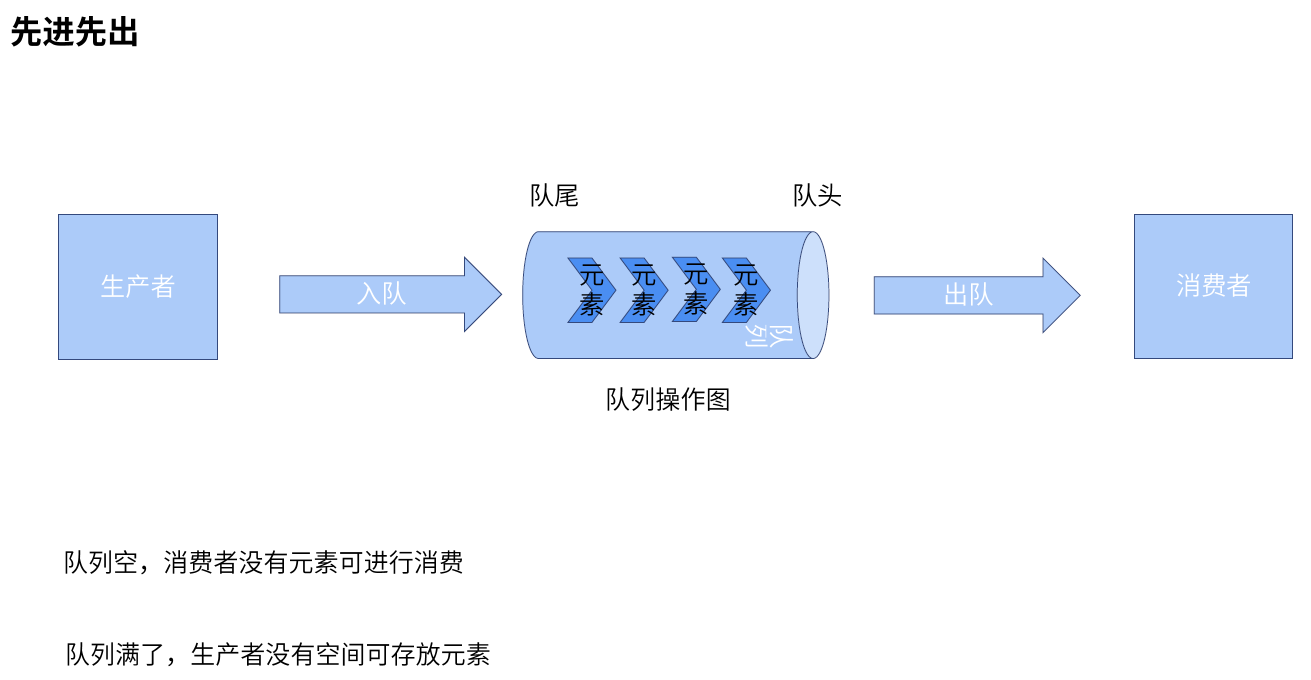 先进先出
队尾
队头
生产者
入队
元素
元素
元素
元素
队列
出队
消费者
队列操作图
队列空，消费者没有元素可进行消费
队列满了，生产者没有空间可存放元素